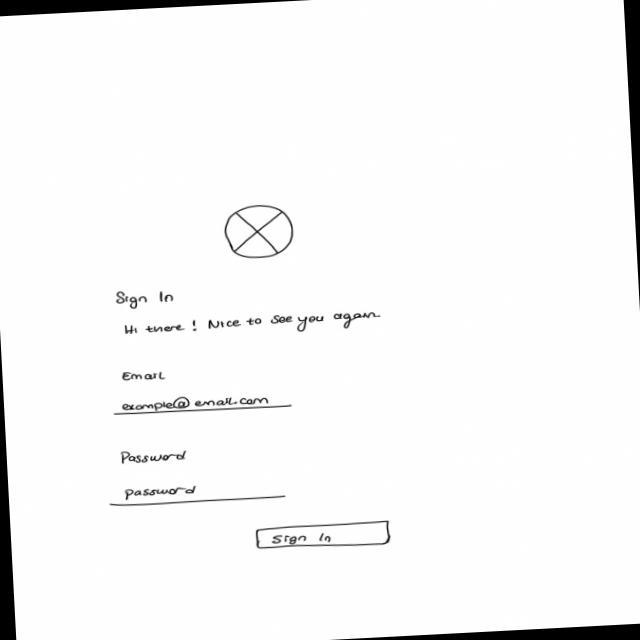 Sign In
Hi there! Nice to see you again
Email
example@email.com
Password
password
Sign In